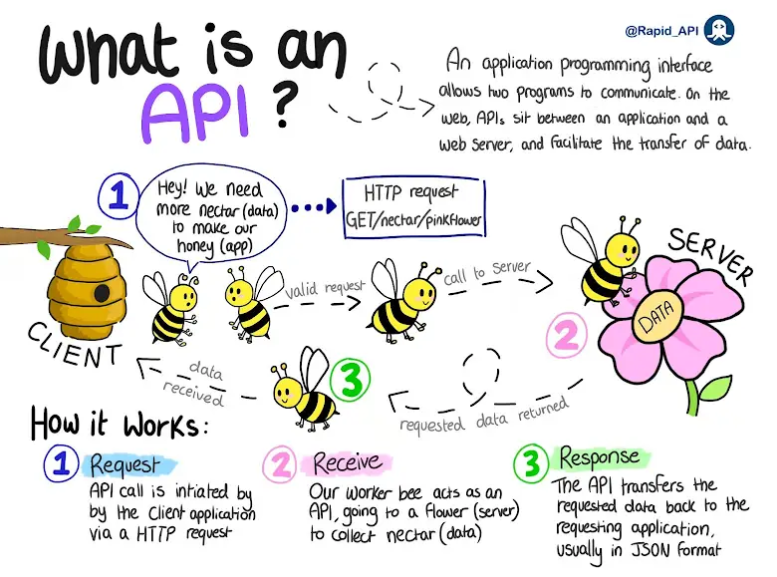 What is an
API?
@Rapid_API
An application programming interface
allows two programs to communicate. On the
web, APIs sit between an application and a
web server, and facilitate the transfer of data.
1
Hey! We need
more nectar (data)
to make our
honey (app)
HTTP request
GET/nectar/pinkflower
CLIENT
valid request
call to server
SERVER
DATA
2
requested data returned
3
data
received
How it works:
1 Request
API call is intiated by
by the client application
via a HTTP request
2 Receive
Our worker bee acts as an
API, going to a flower (server)
to collect nectar (data)
3 Response
The API transfers the
requested data back to the
requesting application,
usually in JSON format